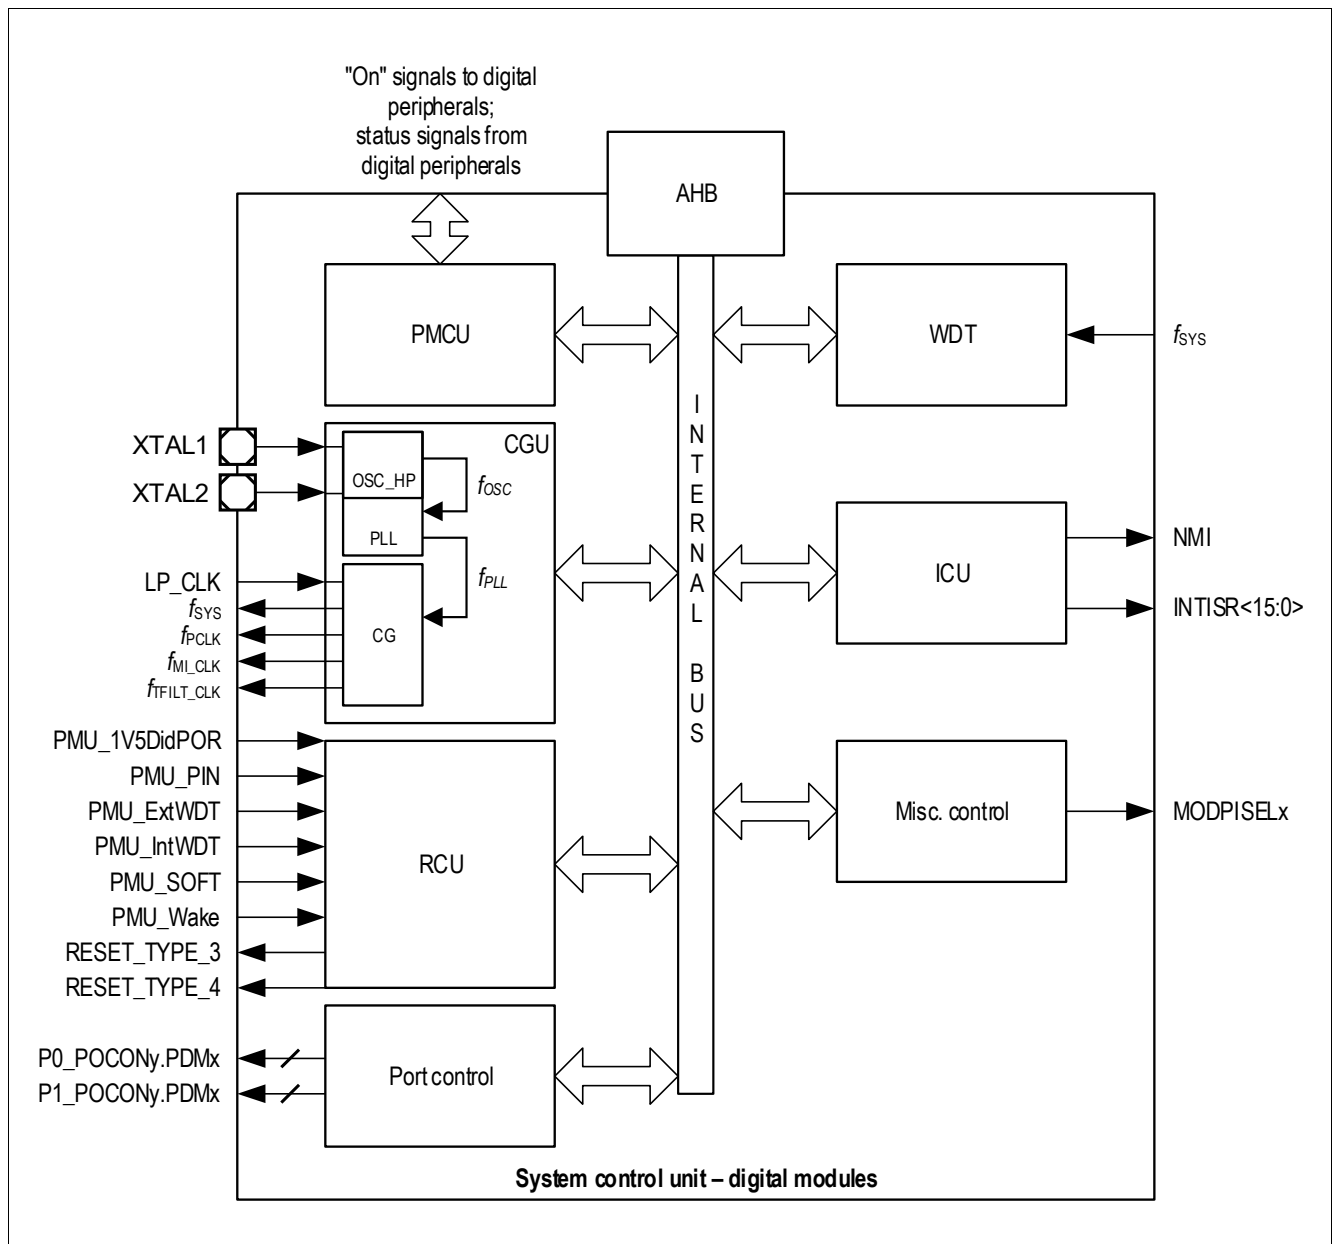 "On" signals to digital
peripherals;
status signals from
digital peripherals
AHB
PMCU
WDT
fSYS
INTERNAL BUS
XTAL1
XTAL2
CGU
OSC_HP
fOSC
PLL
fPLL
CG
LP_CLK
fSYS
fPCLK
fMI_CLK
fTFILT_CLK
ICU
NMI
INTISR<15:0>
PMU_1V5DidPOR
PMU_PIN
PMU_ExtWDT
PMU_IntWDT
PMU_SOFT
PMU_Wake
RESET_TYPE_3
RESET_TYPE_4
RCU
Misc. control
MODPISELx
P0_POCONy.PDMx
P1_POCONy.PDMx
Port control
System control unit – digital modules